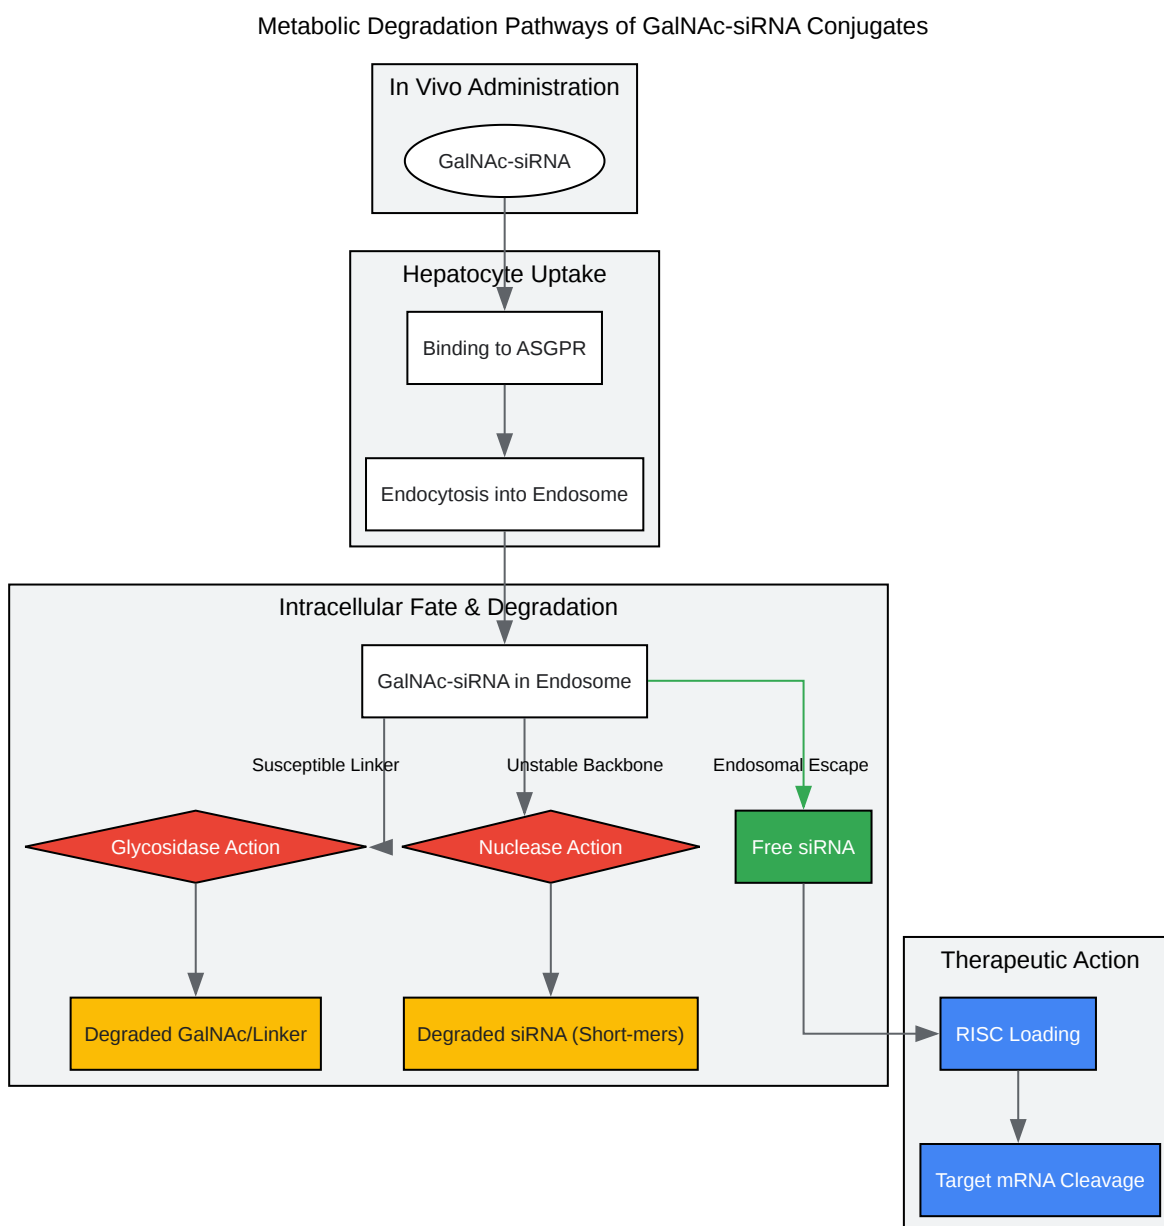 Metabolic Degradation Pathways of GalNAc-siRNA Conjugates
In Vivo Administration
GalNAc-siRNA
Hepatocyte Uptake
Binding to ASGPR
Endocytosis into Endosome
Intracellular Fate & Degradation
GalNAc-siRNA in Endosome
Susceptible Linker
Unstable Backbone
Endosomal Escape
Glycosidase Action
Nuclease Action
Free siRNA
Degraded GalNAc/Linker
Degraded siRNA (Short-mers)
Therapeutic Action
RISC Loading
Target mRNA Cleavage